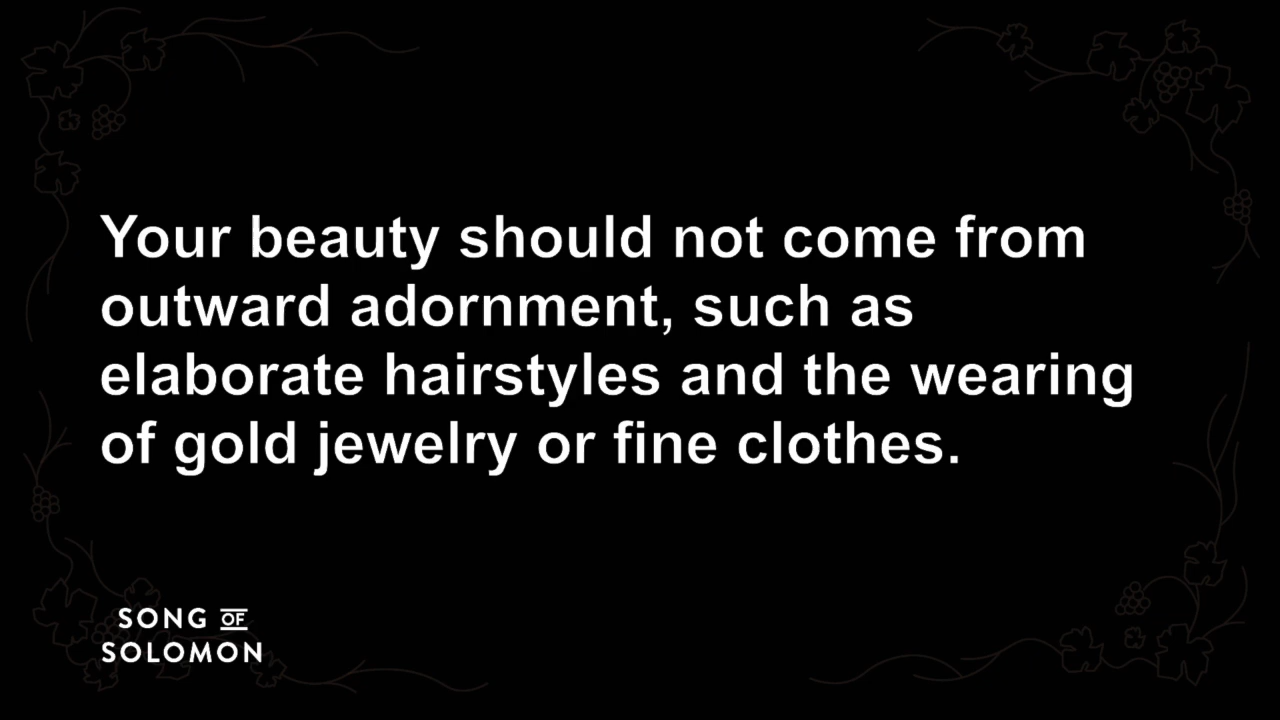 Your beauty should not come from
outward adornment, such as
elaborate hairstyles and the wearing
of gold jewelry or fine clothes.
SONG OF
SOLOMON